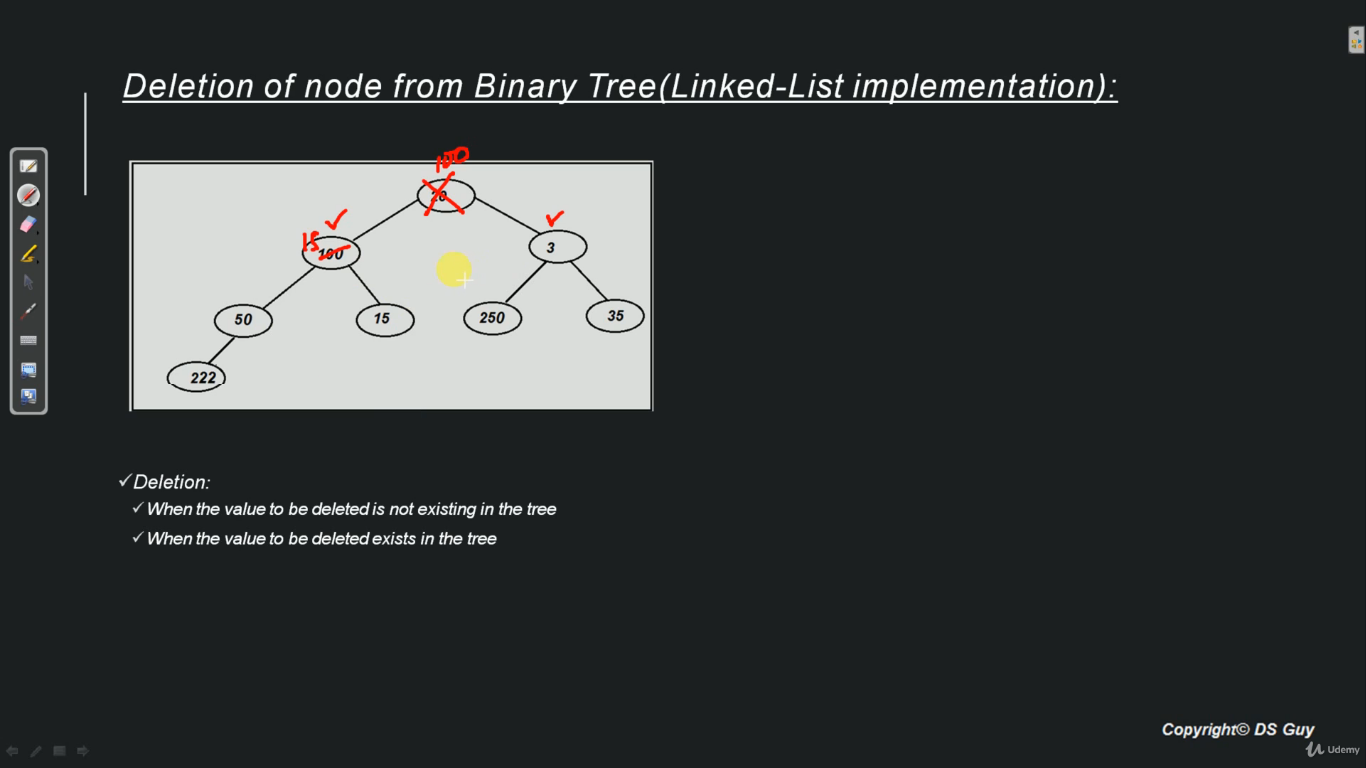 Deletion of node from Binary Tree(Linked-List implementation):
100
20
15 100
3
50
15
250
35
222
✓Deletion:
✓When the value to be deleted is not existing in the tree
✓When the value to be deleted exists in the tree
Copyright© DS Guy
Udemy